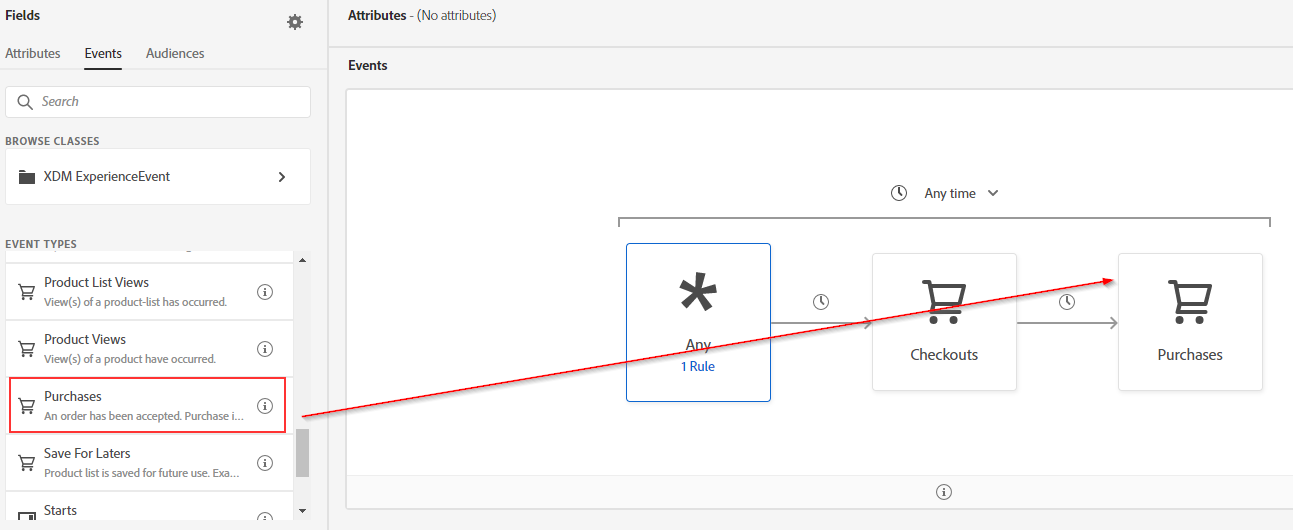 Fields
Attributes
Events
Audiences
Search
BROWSE CLASSES
XDM ExperienceEvent
EVENT TYPES
Product List Views
View(s) of a product-list has occurred.
Product Views
View(s) of a product have occurred.
Purchases
An order has been accepted. Purchase i...
Save For Laters
Product list is saved for future use. Exa...
Starts
Attributes - (No attributes)
Events
Any time
Any
1 Rule
Checkouts
Purchases